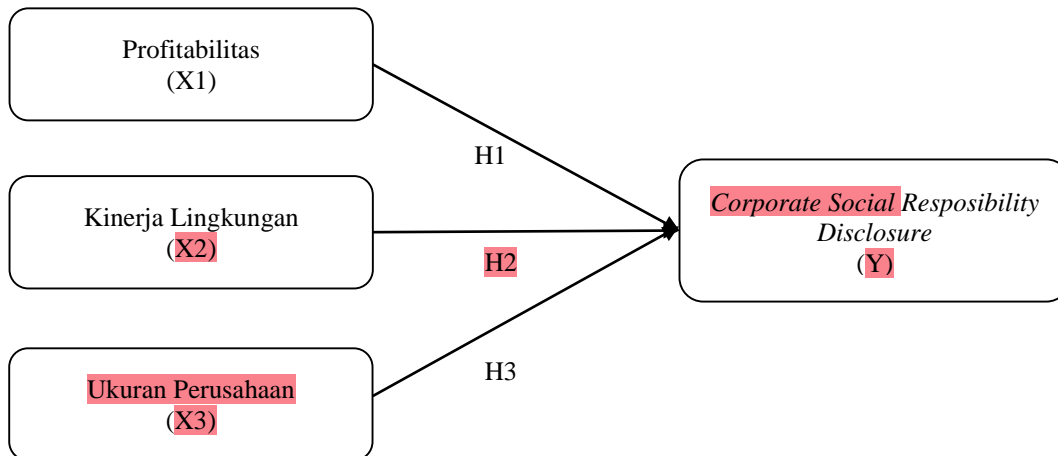 Profitabilitas
(X1)
H1
Kinerja Lingkungan
(X2)
H2
Corporate Social Resposibility
Disclosure
(Y)
Ukuran Perusahaan
(X3)
H3